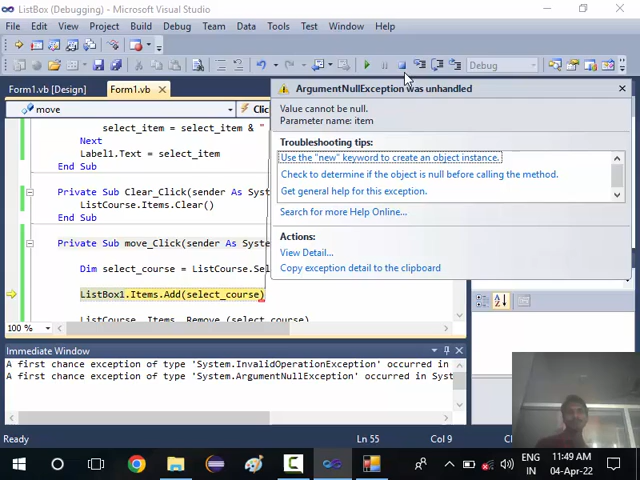 ListBox (Debugging) - Microsoft Visual Studio
File Edit View Project Build Debug Team Data Tools Test Window Help
Debug
Form1.vb [Design] Form1.vb
ArgumentNullException was unhandled
move
Value cannot be null.
Parameter name: item
select_item = select_item & "
Next
Label1.Text = select_item
End Sub
Troubleshooting tips:
Use the "new" keyword to create an object instance.
Check to determine if the object is null before calling the method.
Get general help for this exception.
Search for more Help Online...
Private Sub Clear_Click(sender As Syst
ListCourse.Items.Clear()
End Sub
Actions:
View Detail...
Copy exception detail to the clipboard
Private Sub move_Click(sender As Syste
Dim select_course = ListCourse.Sel
ListBox1.Items.Add(select_course)
ListCourse. Items. Remove (select_course)
100 %
Immediate Window
A first chance exception of type 'System.InvalidOperationException' occurred in
A first chance exception of type 'System.ArgumentNullException' occurred in Syst
Ready Ln 55 Col 9
ENG 11:49 AM
IN 04-Apr-22